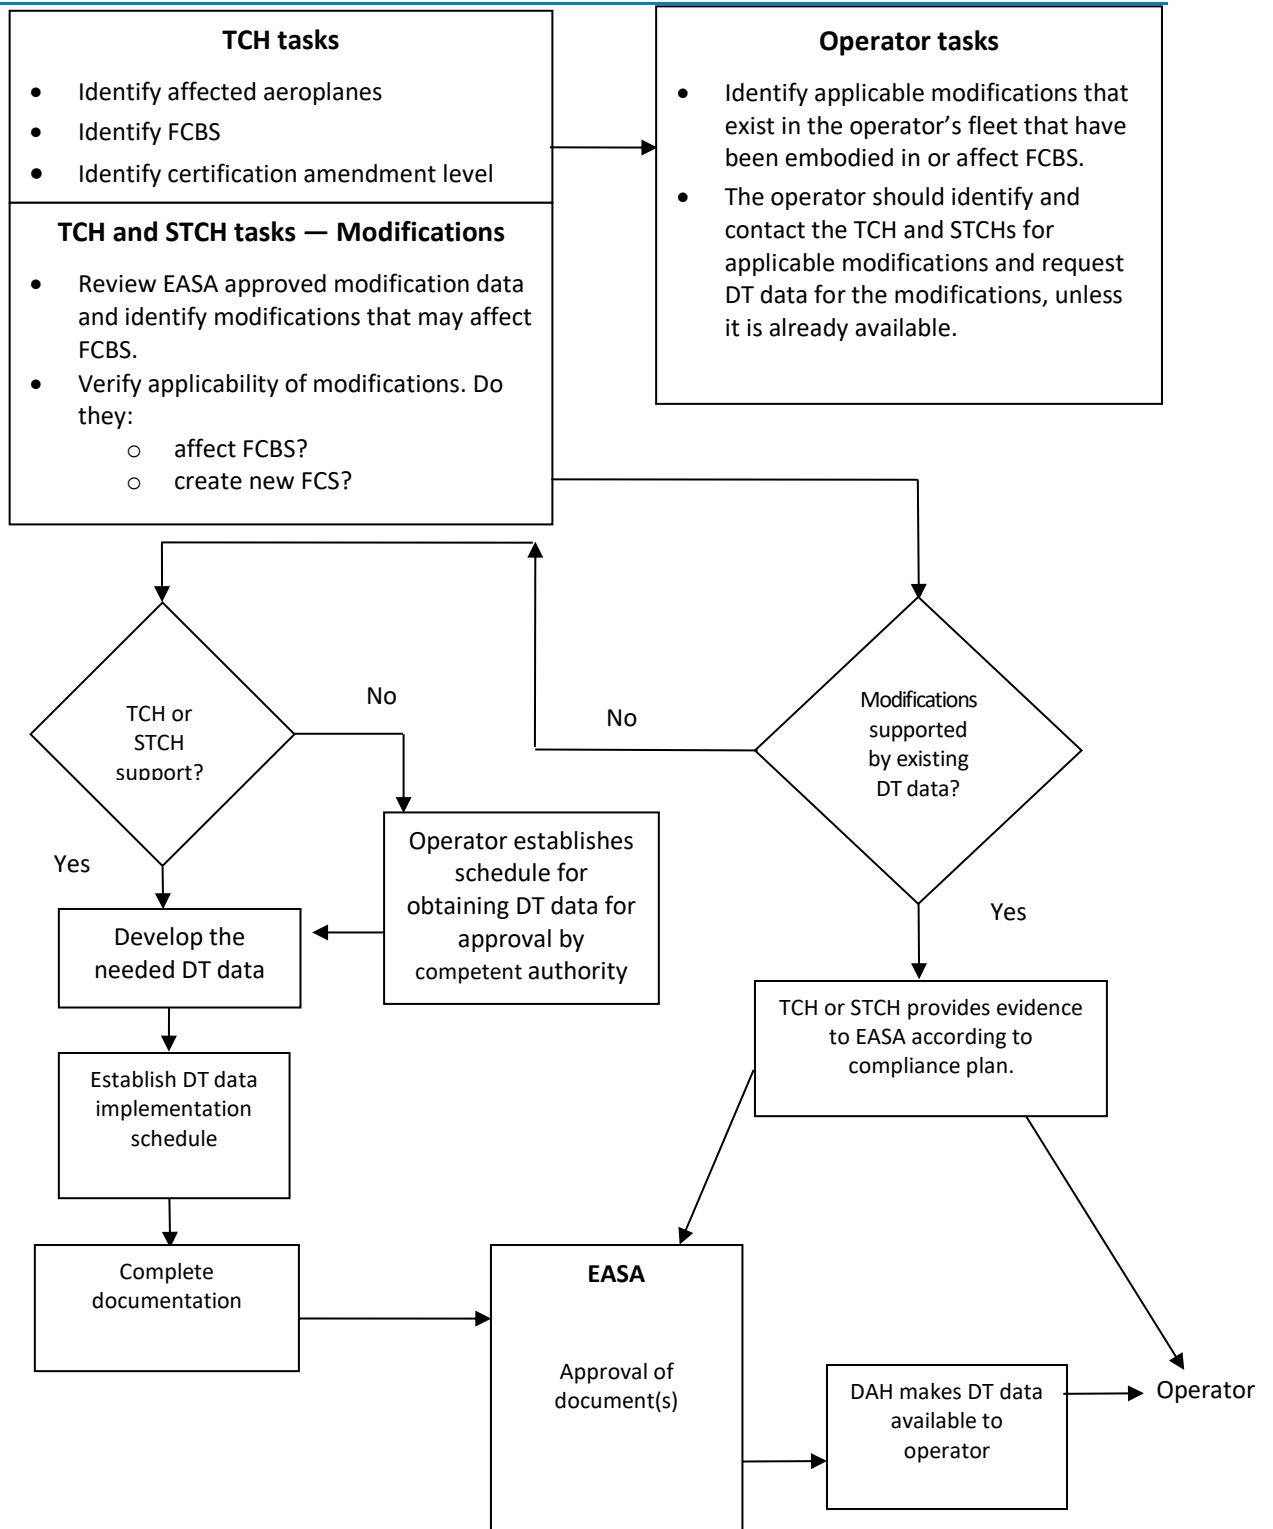 TCH tasks
• Identify affected aeroplanes
• Identify FCBS
• Identify certification amendment level
TCH and STCH tasks — Modifications
• Review EASA approved modification data
and identify modifications that may affect
FCBS.
• Verify applicability of modifications. Do
they:
o affect FCBS?
o create new FCS?
Operator tasks
• Identify applicable modifications that
exist in the operator’s fleet that have
been embodied in or affect FCBS.
• The operator should identify and
contact the TCH and STCHs for
applicable modifications and request
DT data for the modifications, unless
it is already available.
TCH or
STCH
support?
No
Yes
No
Modifications
supported
by existing
DT data?
Yes
Operator establishes
schedule for
obtaining DT data for
approval by
competent authority
Develop the
needed DT data
TCH or STCH provides evidence
to EASA according to
compliance plan.
Establish DT data
implementation
schedule
Complete
documentation
EASA
Approval of
document(s)
DAH makes DT data
available to
operator
Operator